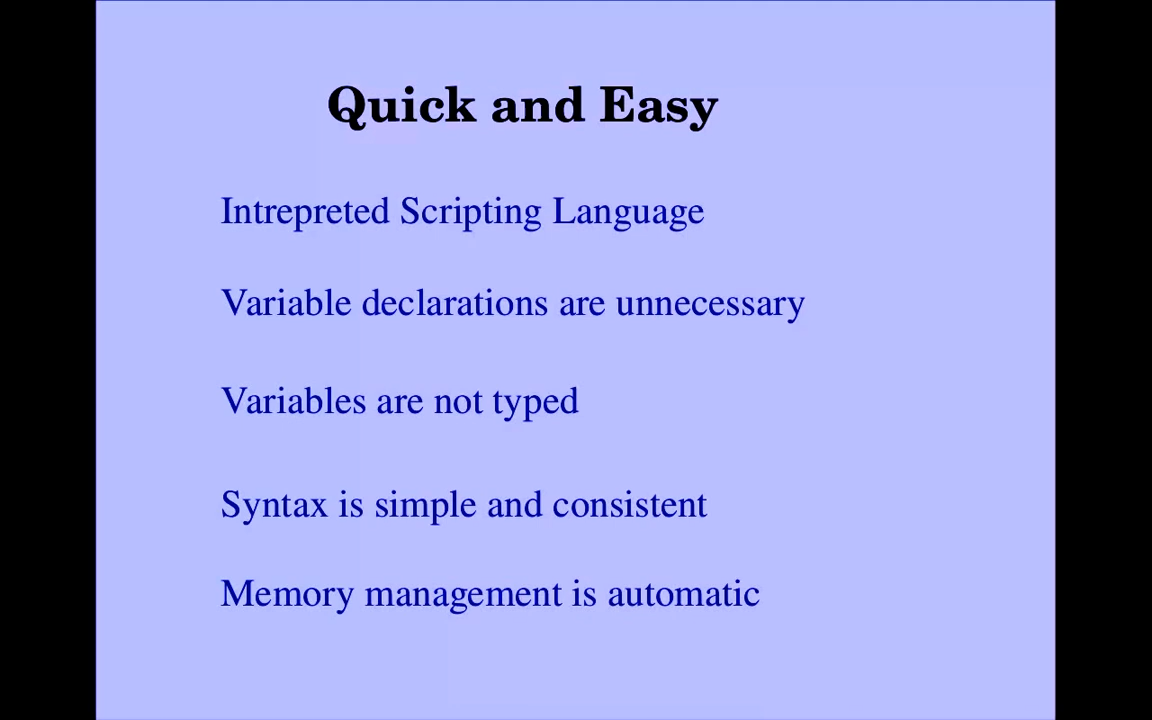 Quick and Easy
Intrepreted Scripting Language
Variable declarations are unnecessary
Variables are not typed
Syntax is simple and consistent
Memory management is automatic